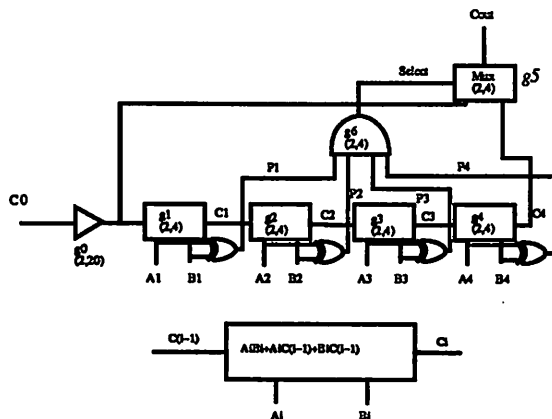 Cout
Select
Mux
(2,4)
g5
g6
(2,4)
P1
P2
P3
P4
C0
g0
(2,20)
g1
(2,4)
C1
g2
(2,4)
C2
g3
(2,4)
C3
g4
(2,4)
C4
A1
B1
A2
B2
A3
B3
A4
B4
C(i-1)
AiBi+AiC(i-1)+BiC(i-1)
Ci
Ai
Bi